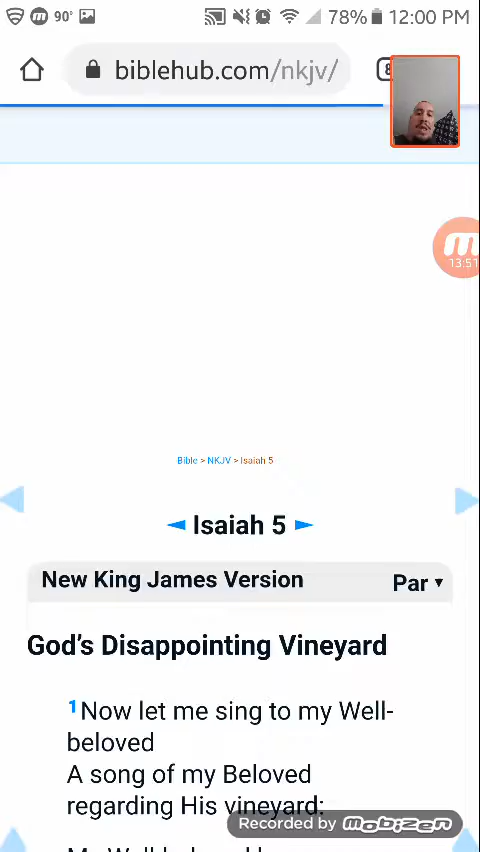 90° 78% 12:00 PM
biblehub.com/nkjv/
13:51
Bible > NKJV > Isaiah 5
Isaiah 5
New King James Version Par
God's Disappointing Vineyard
1Now let me sing to my Well-
beloved
A song of my Beloved
regarding His vineyard:
Recorded by mobizen